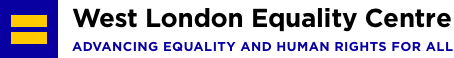 West London Equality Centre
ADVANCING EQUALITY AND HUMAN RIGHTS FOR ALL